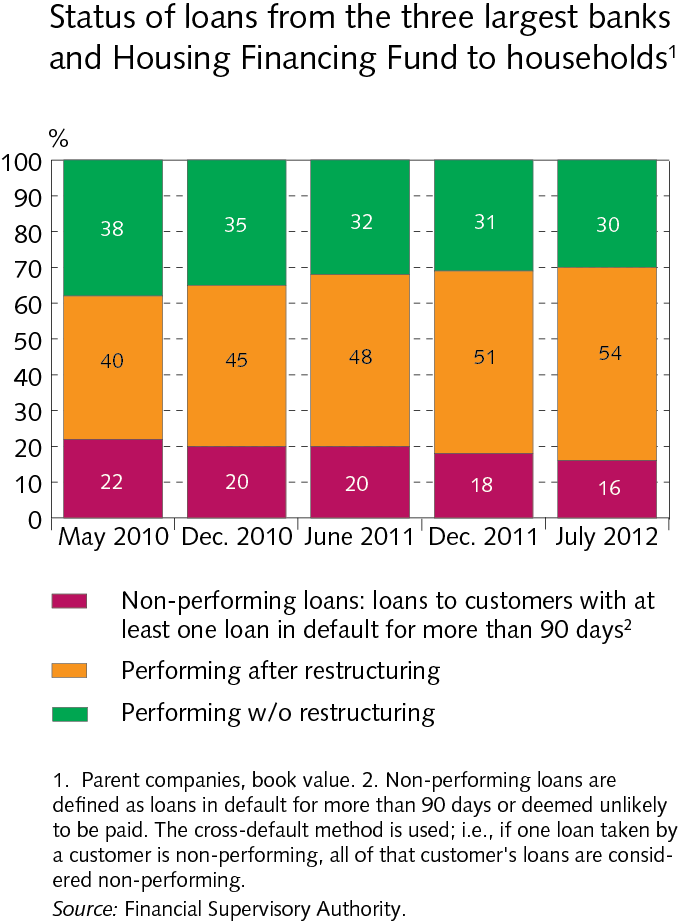 Status of loans from the three largest banks
and Housing Financing Fund to households¹
%
100
90
80
70
60
50
40
30
20
10
0
38
35
32
31
30
40
45
48
51
54
22
20
20
18
16
May 2010
Dec. 2010
June 2011
Dec. 2011
July 2012
Non-performing loans: loans to customers with at
least one loan in default for more than 90 days²
Performing after restructuring
Performing w/o restructuring
1. Parent companies, book value. 2. Non-performing loans are
defined as loans in default for more than 90 days or deemed unlikely
to be paid. The cross-default method is used; i.e., if one loan taken by
a customer is non-performing, all of that customer's loans are consid-
ered non-performing.
Source: Financial Supervisory Authority.